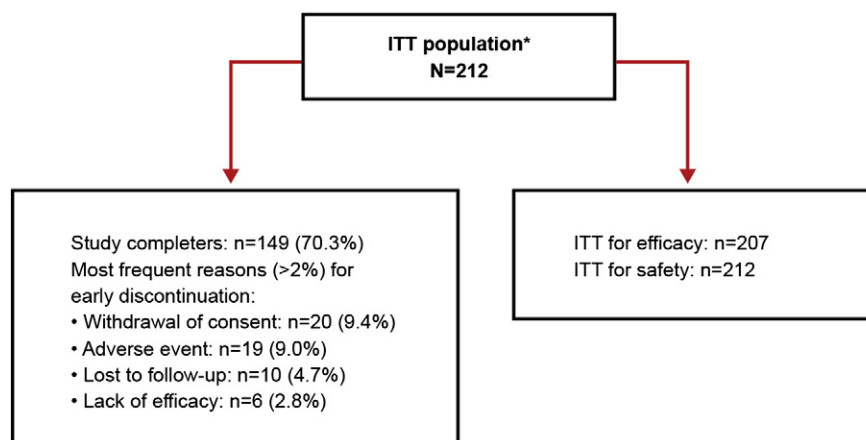 ITT population*
N=212
Study completers: n=149 (70.3%)
Most frequent reasons (>2%) for
early discontinuation:
• Withdrawal of consent: n=20 (9.4%)
• Adverse event: n=19 (9.0%)
• Lost to follow-up: n=10 (4.7%)
• Lack of efficacy: n=6 (2.8%)
ITT for efficacy: n=207
ITT for safety: n=212